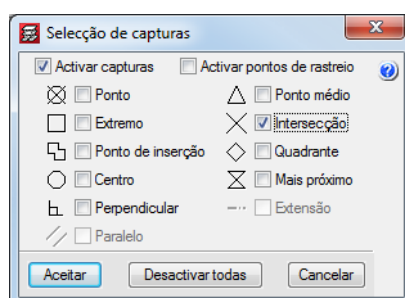 Selecção de capturas
Activar capturas Activar pontos de rastreio
Ponto Ponto médio
Extremo Intersecção
Ponto de inserção Quadrante
Centro Mais próximo
Perpendicular Extensão
Paralelo
Aceitar Desactivar todas Cancelar